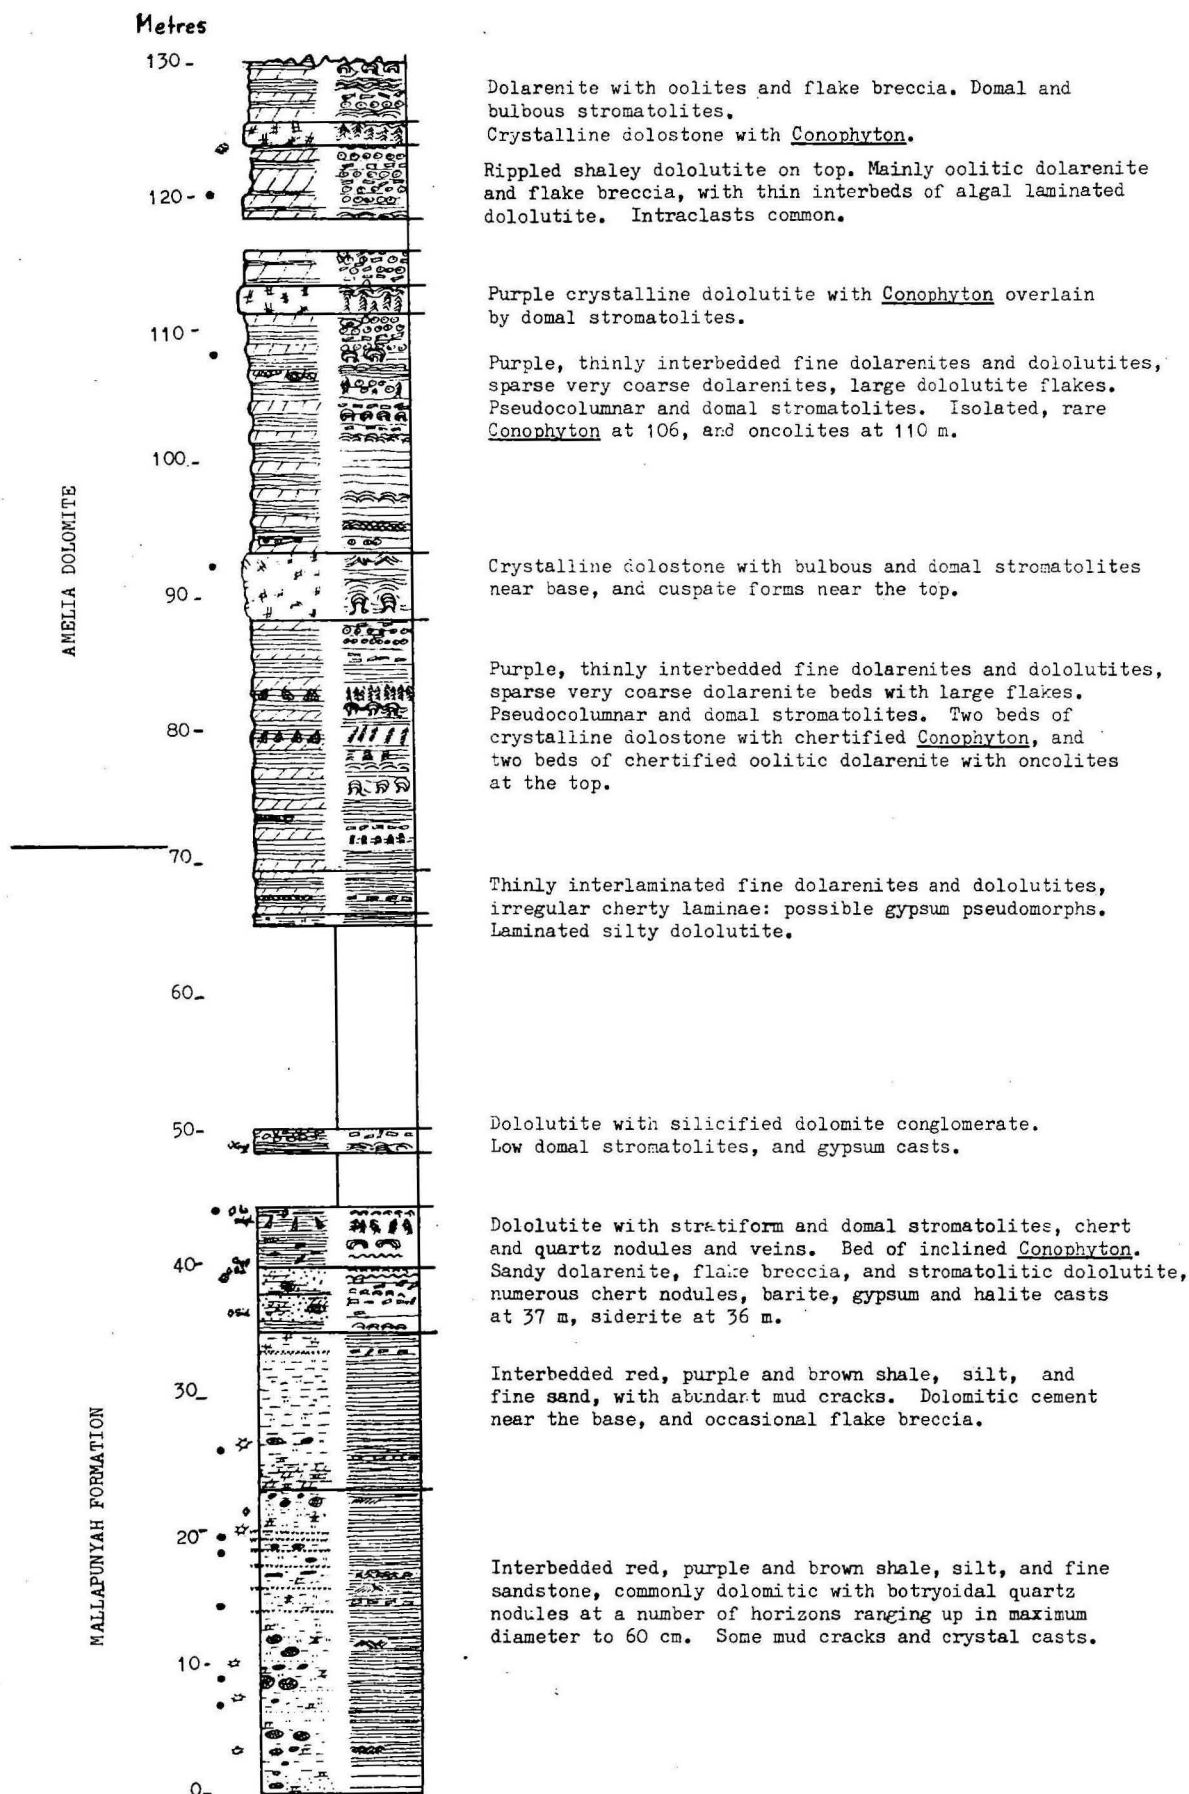 Metres
130
Dolarenite with oolites and flake breccia. Domal and
bulbous stromatolites.
Crystalline dolostone with Conophyton.
Rippled shaley dololutite on top. Mainly oolitic dolarenite
and flake breccia, with thin interbeds of algal laminated
dololutite. Intraclasts common.
120
Purple crystalline dololutite with Conophyton overlain
by domal stromatolites.
110
Purple, thinly interbedded fine dolarenites and dololutites,
sparse very coarse dolarenites, large dololutite flakes.
Pseudocolumnar and domal stromatolites. Isolated, rare
Conophyton at 106, and oncolites at 110 m.
100
AMELIA DOLOMITE
Crystalline dolostone with bulbous and domal stromatolites
near base, and cuspate forms near the top.
90
Purple, thinly interbedded fine dolarenites and dololutites,
sparse very coarse dolarenite beds with large flakes.
Pseudocolumnar and domal stromatolites. Two beds of
crystalline dolostone with chertified Conophyton, and
two beds of chertified oolitic dolarenite with oncolites
at the top.
80
70
Thinly interlaminated fine dolarenites and dololutites,
irregular cherty laminae: possible gypsum pseudomorphs.
Laminated silty dololutite.
60
50
Dololutite with silicified dolomite conglomerate.
Low domal stromatolites, and gypsum casts.
Dololutite with stratiform and domal stromatolites, chert
and quartz nodules and veins. Bed of inclined Conophyton.
Sandy dolarenite, flake breccia, and stromatolitic dololutite,
numerous chert nodules, barite, gypsum and halite casts
at 37 m, siderite at 36 m.
40
Interbedded red, purple and brown shale, silt, and
fine sand, with abundant mud cracks. Dolomitic cement
near the base, and occasional flake breccia.
30
MALLAPUNYAH FORMATION
20
Interbedded red, purple and brown shale, silt, and fine
sandstone, commonly dolomitic with botryoidal quartz
nodules at a number of horizons ranging up in maximum
diameter to 60 cm. Some mud cracks and crystal casts.
10
0